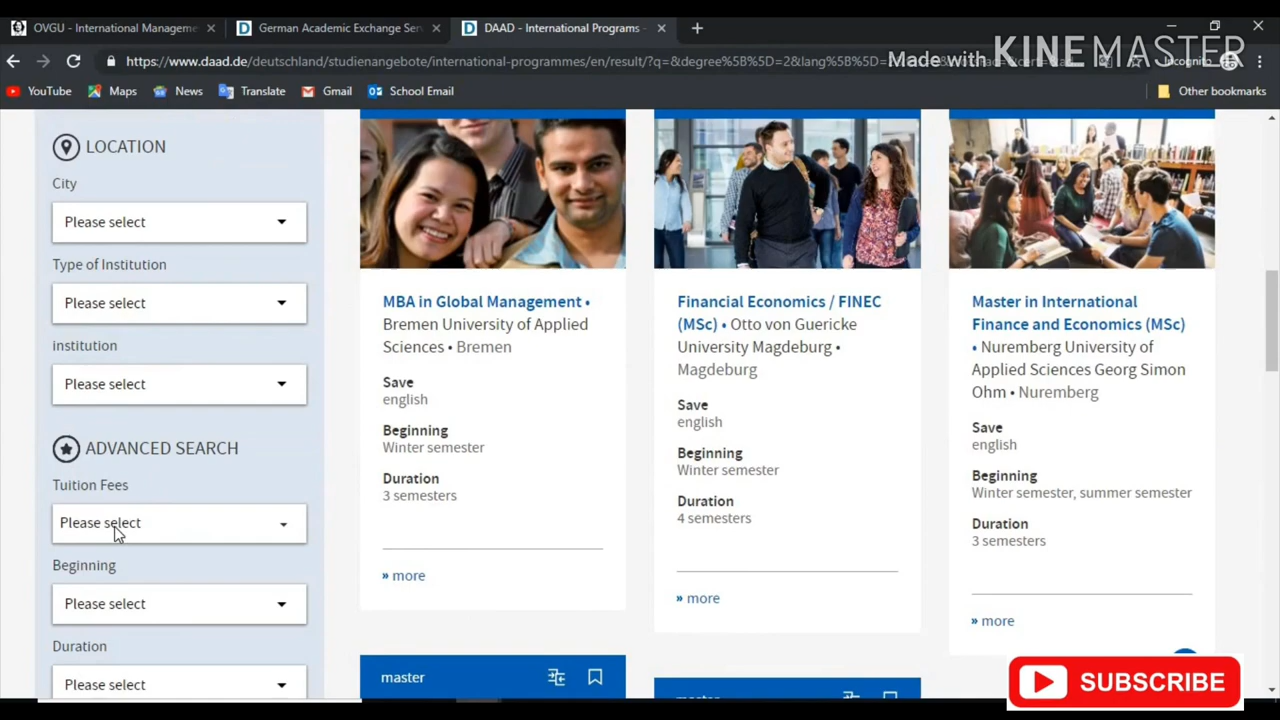 OVGU - International Manageme
German Academic Exchange Ser
DAAD - International Programs -
Made with KINEMASTER
https://www.daad.de/deutschland/studienangebote/international-programmes/en/result/?q=&degree%5B%5D=2&lang%5B%5D=
Incognito
YouTube
Maps
News
Translate
Gmail
School Email
Other bookmarks
LOCATION
City
Please select
Type of Institution
Please select
institution
Please select
ADVANCED SEARCH
Tuition Fees
Please select
Beginning
Please select
Duration
Please select
MBA in Global Management •
Bremen University of Applied
Sciences • Bremen
Save
english
Beginning
Winter semester
Duration
3 semesters
» more
master
Financial Economics / FINEC
(MSc) • Otto von Guericke
University Magdeburg •
Magdeburg
Save
english
Beginning
Winter semester
Duration
4 semesters
» more
Master in International
Finance and Economics (MSc)
• Nuremberg University of
Applied Sciences Georg Simon
Ohm • Nuremberg
Save
english
Beginning
Winter semester, summer semester
Duration
3 semesters
» more
SUBSCRIBE